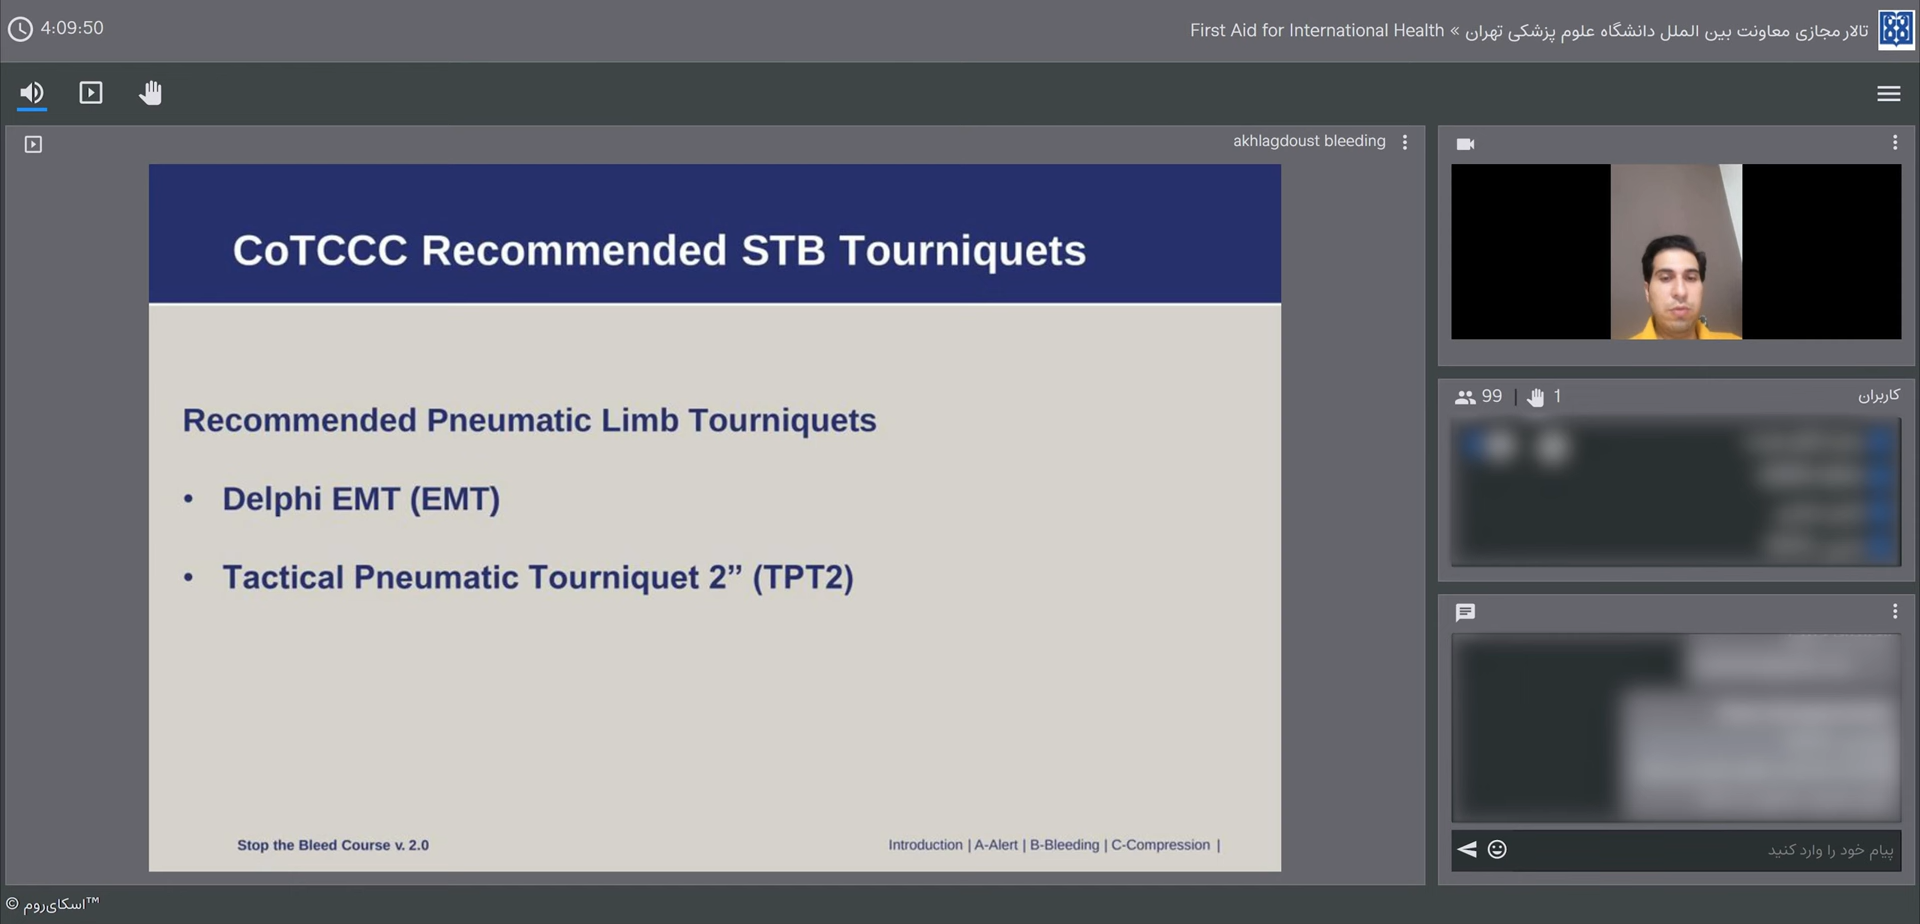 4:09:50
تالار مجازی معاونت بین الملل دانشگاه علوم پزشکی تهران » First Aid for International Health
akhlagdoust bleeding
CoTCCC Recommended STB Tourniquets
Recommended Pneumatic Limb Tourniquets
• Delphi EMT (EMT)
• Tactical Pneumatic Tourniquet 2” (TPT2)
Stop the Bleed Course v. 2.0
Introduction | A-Alert | B-Bleeding | C-Compression |
99 | 1
کاربران
پیام خود را وارد کنید
© اسکای‌روم™